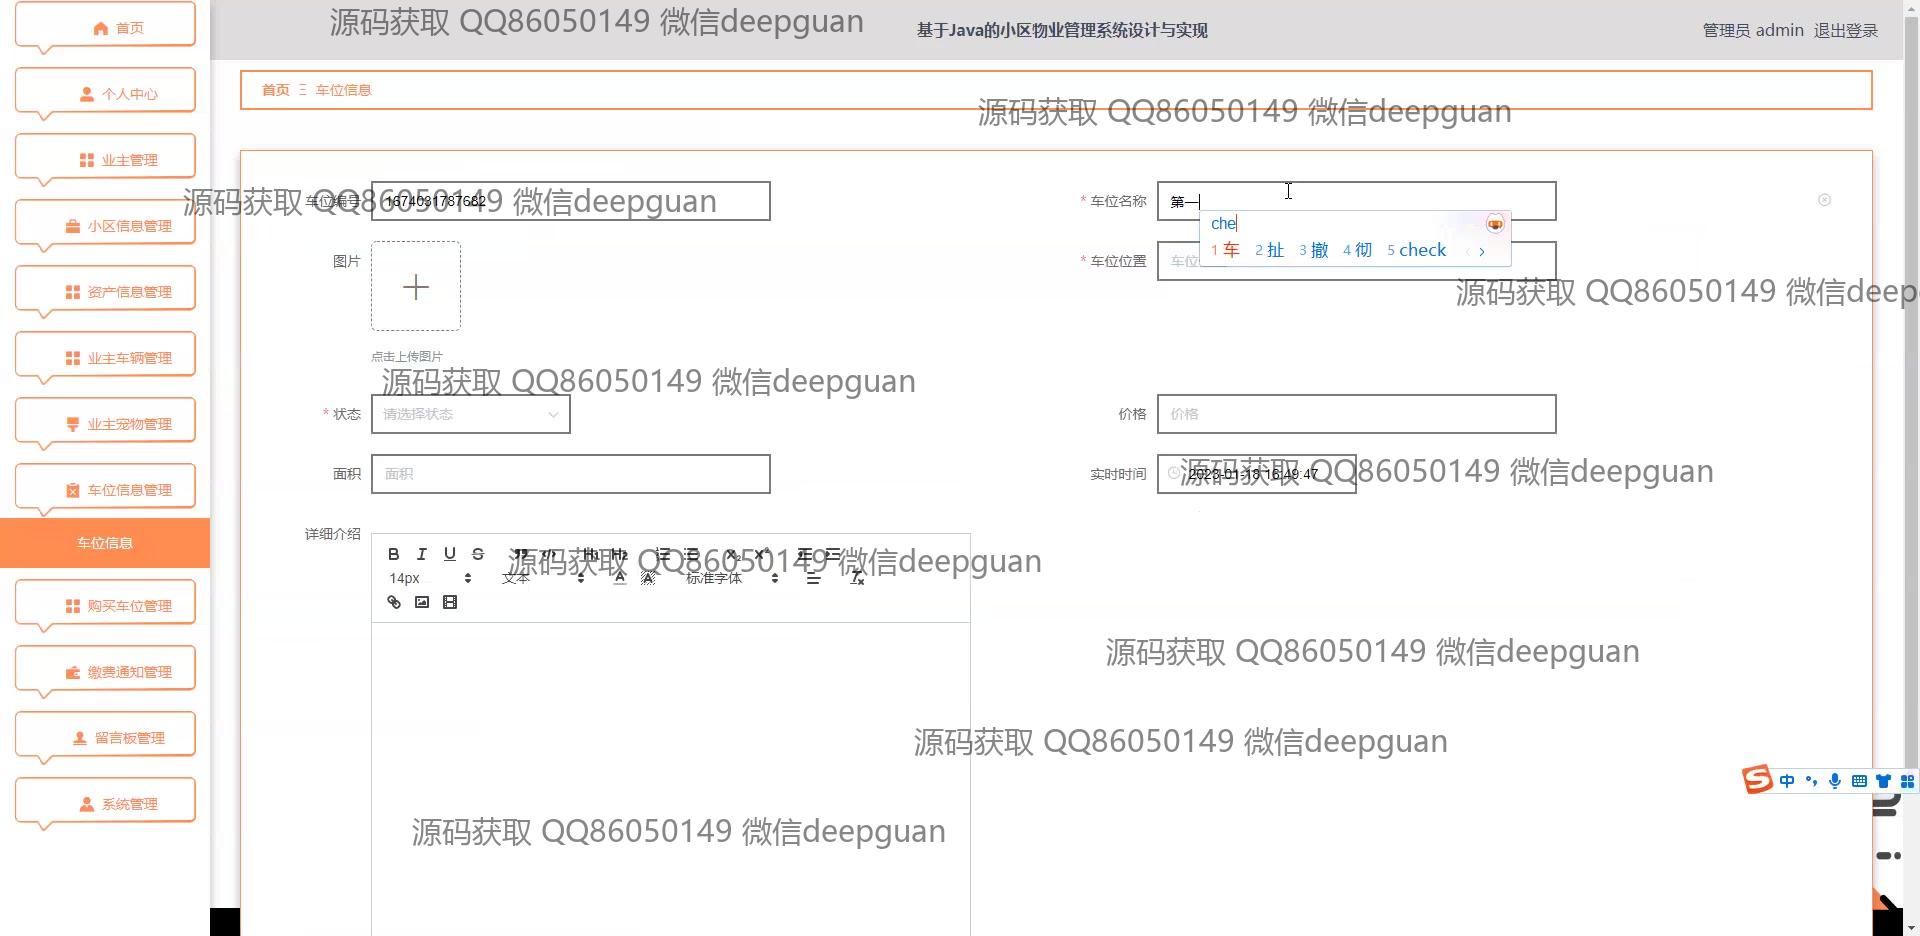 首页
个人中心
业主管理
小区信息管理
资产信息管理
业主车辆管理
业主宠物管理
车位信息管理
车位信息
购买车位管理
缴费通知管理
留言板管理
系统管理
源码获取 QQ86050149 微信deepguan
基于Java的小区物业管理系统设计与实现
管理员 admin 退出登录
首页 车位信息
源码获取 QQ86050149 微信deepguan
源码获取 QQ86050149 微信deepguan
车位编号 1674031787682
* 车位名称 第一
che
1 车 2 扯 3 撤 4 彻 5 check
图片
* 车位位置 车位
源码获取 QQ86050149 微信deep
点击上传图片
源码获取 QQ86050149 微信deepguan
* 状态 请选择状态
价格 价格
面积 面积
实时时间 2023-01-18 16:49:47
源码获取 QQ86050149 微信deepguan
详细介绍
B I U S H1 H2 X2 X2
14px 文本 A A 标准字体 Tx
源码获取 QQ86050149 微信deepguan
源码获取 QQ86050149 微信deepguan
源码获取 QQ86050149 微信deepguan
S 中
源码获取 QQ86050149 微信deepguan